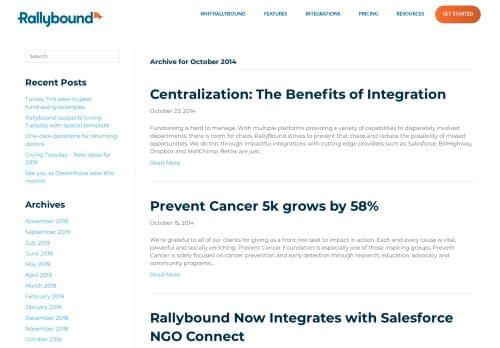 Rallybound
WHY RALLYBOUND
FEATURES
INTEGRATIONS
PRICING
RESOURCES
GET STARTED
Search
Recent Posts
Turkey Trot peer to peer
fundraising examples
Rallybound supports Giving
Tuesday with special template
One-click donations for returning
donors
Giving Tuesday – New ideas for
2019
See you at Dreamforce later this
month!
Archives
November 2019
September 2019
July 2019
June 2019
May 2019
April 2019
March 2019
February 2019
January 2019
December 2018
November 2018
October 2018
Archive for October 2014
Centralization: The Benefits of Integration
October 23, 2014
Fundraising is hard to manage. With multiple platforms providing a variety of capabilities to disparately involved
departments, there is room for chaos. RallyBound strives to prevent that chaos and reduce the possibility of missed
opportunities. We do this through impactful integrations with cutting edge providers such as: Salesforce, BillHighway,
Dropbox and MailChimp. Below are just...
Read More
Prevent Cancer 5k grows by 58%
October 15, 2014
We're grateful to all of our clients for giving us a front row seat to impact in action. Each and every cause is vital,
powerful and socially enriching. Prevent Cancer Foundation is especially one of those inspiring groups. Prevent
Cancer is solely focused on cancer prevention and early detection through research, education, advocacy and
community programs....
Read More
Rallybound Now Integrates with Salesforce
NGO Connect